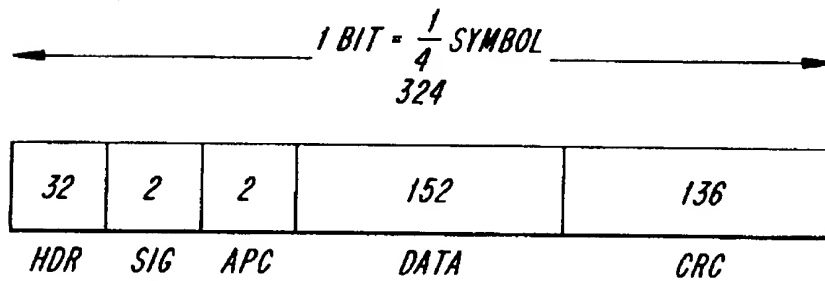 1 BIT = 1/4 SYMBOL
324
32 2 2 152 136
HDR SIG APC DATA CRC